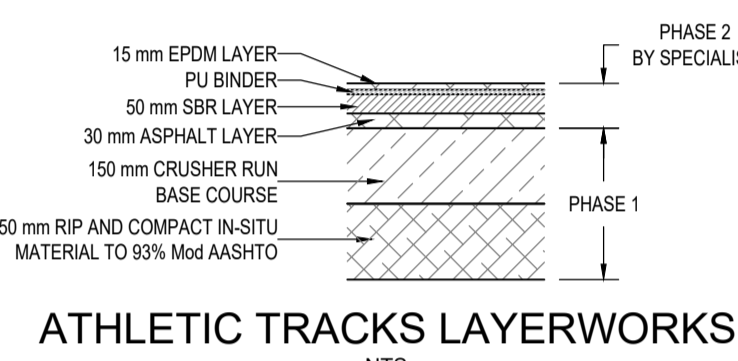 PHASE 2
BY SPECIALIS
15 mm EPDM LAYER
PU BINDER
50 mm SBR LAYER
30 mm ASPHALT LAYER
150 mm CRUSHER RUN
BASE COURSE
50 mm RIP AND COMPACT IN-SITU
MATERIAL TO 93% Mod AASHTO
PHASE 1
ATHLETIC TRACKS LAYERWORKS
NTS